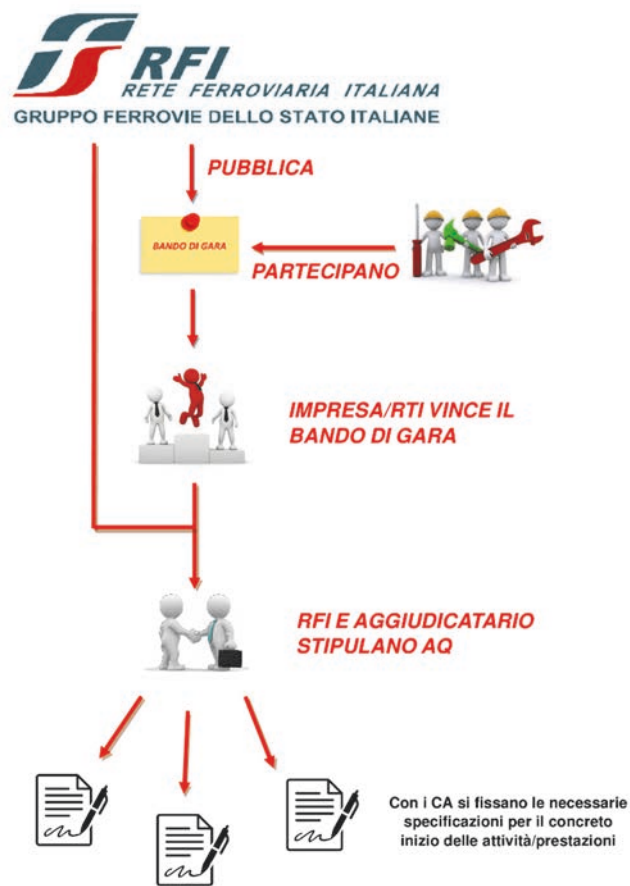 RFI
RETE FERROVIARIA ITALIANA
GRUPPO FERROVIE DELLO STATO ITALIANE
PUBBLICA
BANDO DI GARA
PARTECIPANO
IMPRESA/RTI VINCE IL
BANDO DI GARA
RFI E AGGIUDICATARIO
STIPULANO AQ
Con i CA si fissano le necessarie
specificazioni per il concreto
inizio delle attività/prestazioni